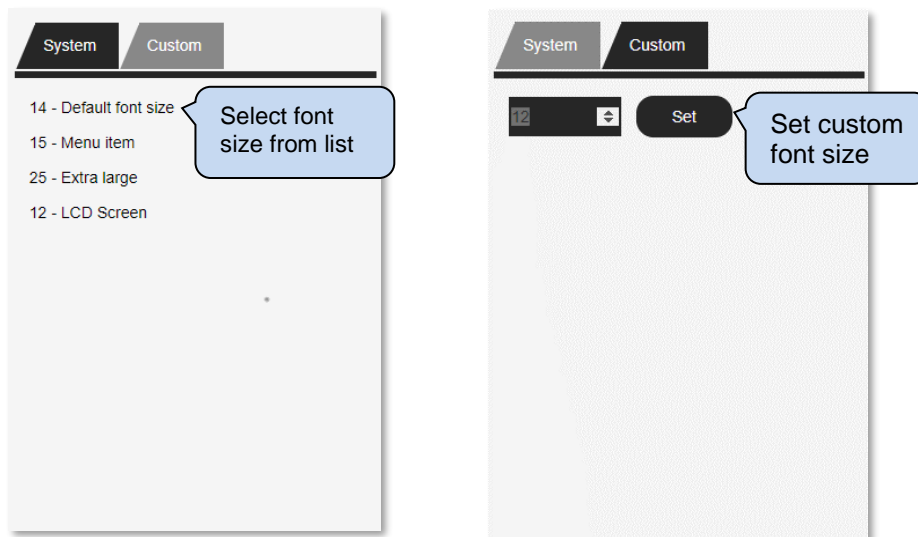 System Custom
14 - Default font size
15 - Menu item
25 - Extra large
12 - LCD Screen
Select font
size from list
System Custom
12 Set
Set custom
font size